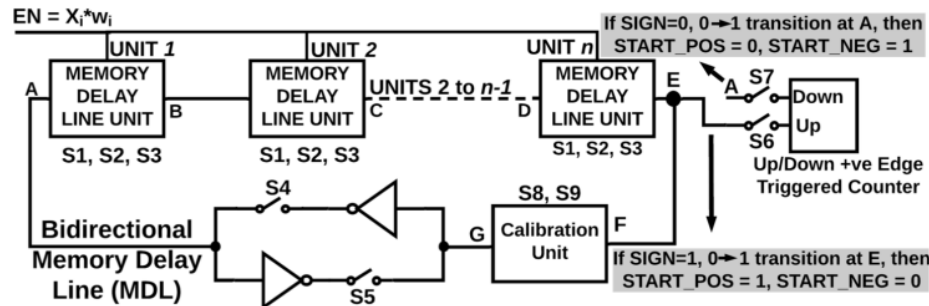 EN = Xi*wi
If SIGN=0, 0→1 transition at A, then
START_POS = 0, START_NEG = 1
UNIT 1
UNIT 2
UNIT n
A
MEMORY
DELAY
LINE UNIT
B
S1, S2, S3
MEMORY
DELAY
LINE UNIT
C
S1, S2, S3
UNITS 2 to n-1
D
MEMORY
DELAY
LINE UNIT
S1, S2, S3
E
A
S7
Down
Up
S6
Up/Down +ve Edge
Triggered Counter
S4
S5
Bidirectional
Memory Delay
Line (MDL)
S8, S9
G
Calibration
Unit
F
If SIGN=1, 0→1 transition at E, then
START_POS = 1, START_NEG = 0